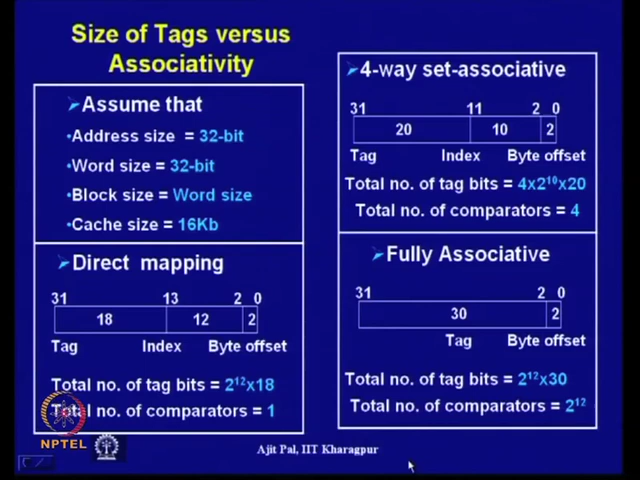 Size of Tags versus
Associativity
➢Assume that
•Address size = 32-bit
•Word size = 32-bit
•Block size = Word size
•Cache size = 16Kb
➢Direct mapping
31 13 2 0
18 12 2
Tag Index Byte offset
Total no. of tag bits = 2¹²x18
Total no. of comparators = 1
➢4-way set-associative
31 11 2 0
20 10 2
Tag Index Byte offset
Total no. of tag bits = 4x2¹⁰x20
Total no. of comparators = 4
➢Fully Associative
31 2 0
30 2
Tag Byte offset
Total no. of tag bits = 2¹²x30
Total no. of comparators = 2¹²
NPTEL
Ajit Pal, IIT Kharagpur